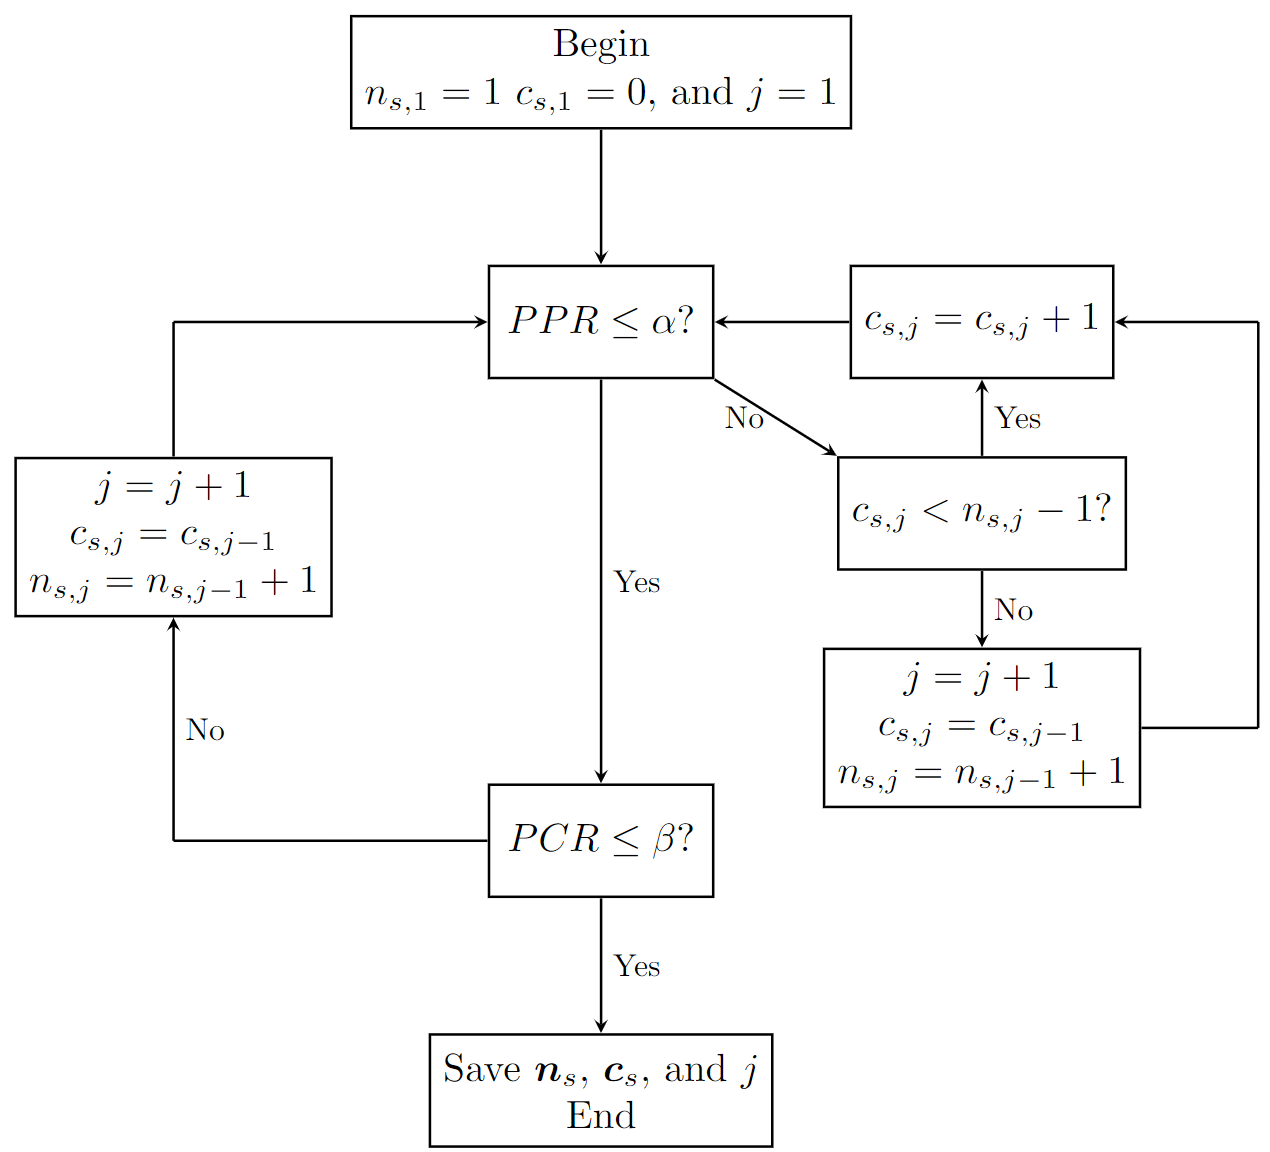 Begin
n_{s,1} = 1 c_{s,1} = 0, and j = 1
PPR ≤ α?
c_{s,j} = c_{s,j} + 1
No
Yes
c_{s,j} < n_{s,j} − 1?
j = j + 1
c_{s,j} = c_{s,j−1}
n_{s,j} = n_{s,j−1} + 1
Yes
No
j = j + 1
c_{s,j} = c_{s,j−1}
n_{s,j} = n_{s,j−1} + 1
No
PCR ≤ β?
Yes
Save n_s, c_s, and j
End